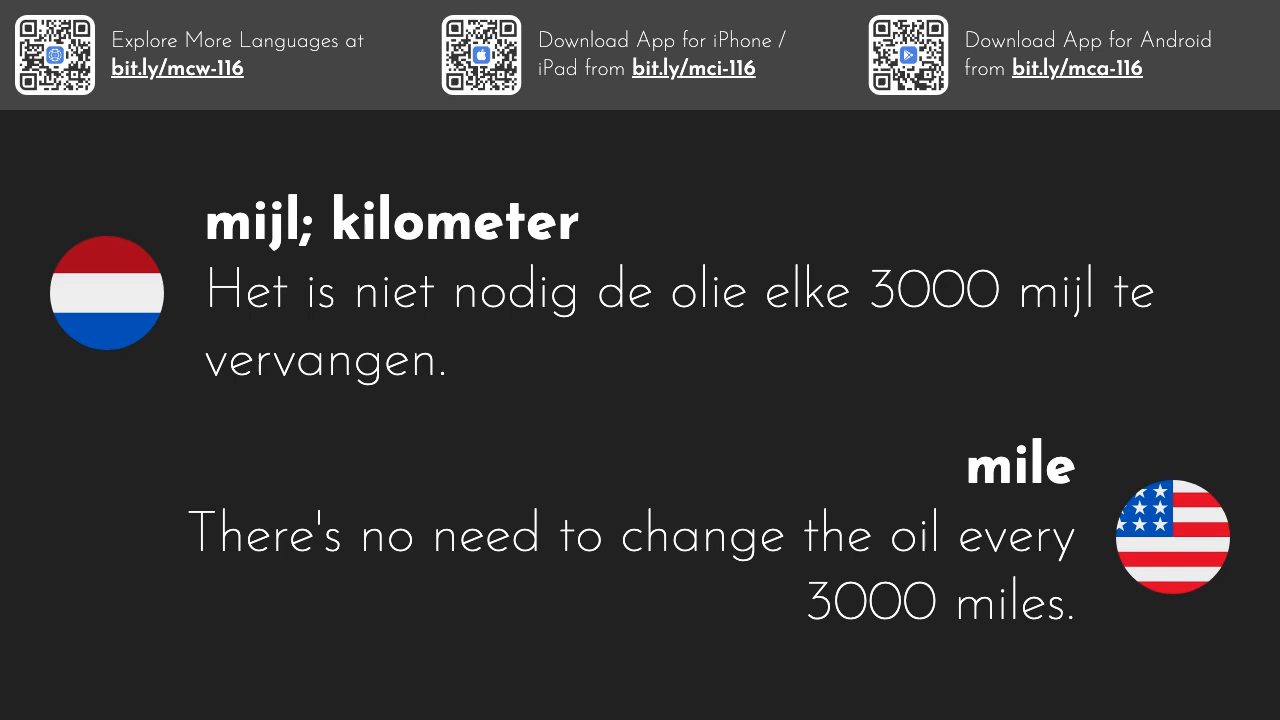 Explore More Languages at
bit.ly/mcw-116
Download App for iPhone /
iPad from bit.ly/mci-116
Download App for Android
from bit.ly/mca-116
mijl; kilometer
Het is niet nodig de olie elke 3000 mijl te
vervangen.
mile
There's no need to change the oil every
3000 miles.